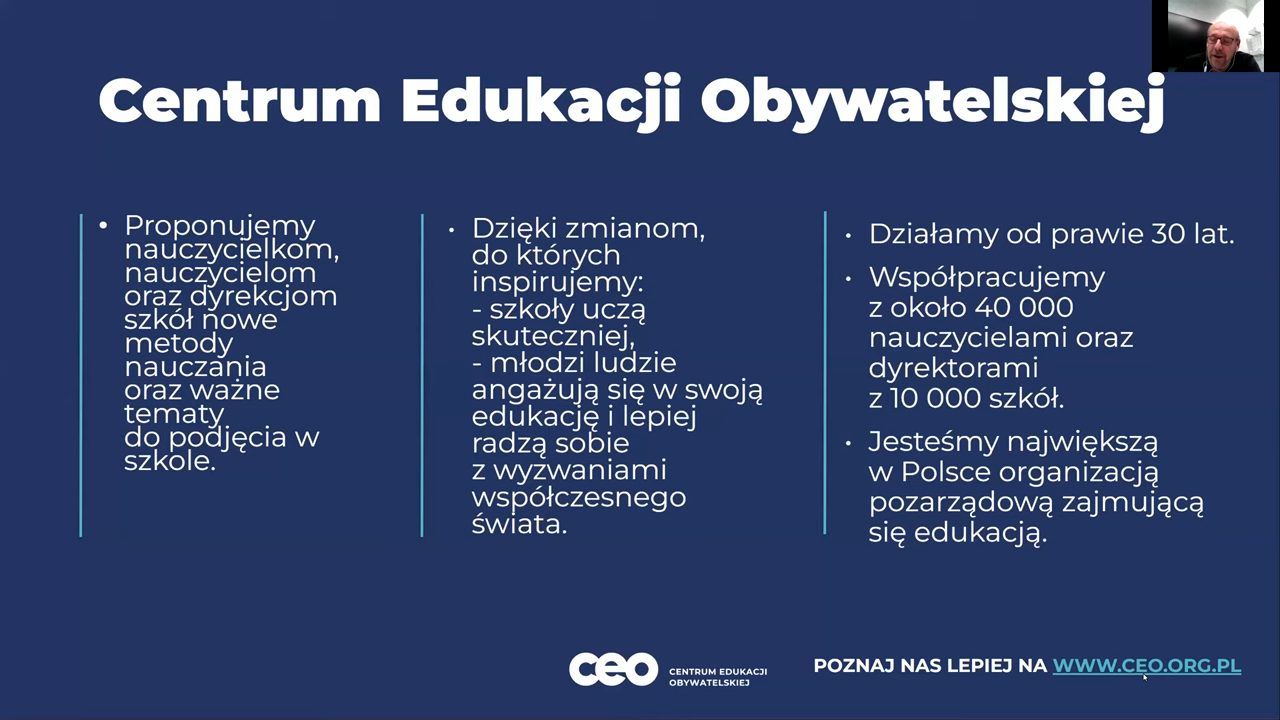 Centrum Edukacji Obywatelskiej
• Proponujemy
nauczycielkom,
nauczycielom
oraz dyrekcjom
szkół nowe
metody
nauczania
oraz ważne
tematy
do podjęcia w
szkole.
• Dzięki zmianom,
do których
inspirujemy:
- szkoły uczą
skuteczniej,
- młodzi ludzie
angażują się w swoją
edukację i lepiej
radzą sobie
z wyzwaniami
współczesnego
świata.
• Działamy od prawie 30 lat.
• Współpracujemy
z około 40 000
nauczycielami oraz
dyrektorami
z 10 000 szkół.
• Jesteśmy największą
w Polsce organizacją
pozarządową zajmującą
się edukacją.
ceo
CENTRUM EDUKACJI
OBYWATELSKIEJ
POZNAJ NAS LEPIEJ NA WWW.CEO.ORG.PL